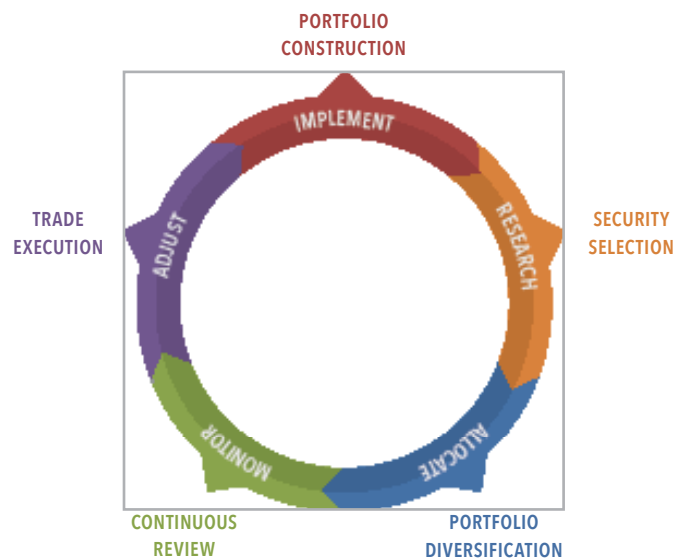 PORTFOLIO
CONSTRUCTION
IMPLEMENT
TRADE
EXECUTION
ADJUST
RESEARCH
SECURITY
SELECTION
MONITOR
ALLOCATE
CONTINUOUS
REVIEW
PORTFOLIO
DIVERSIFICATION